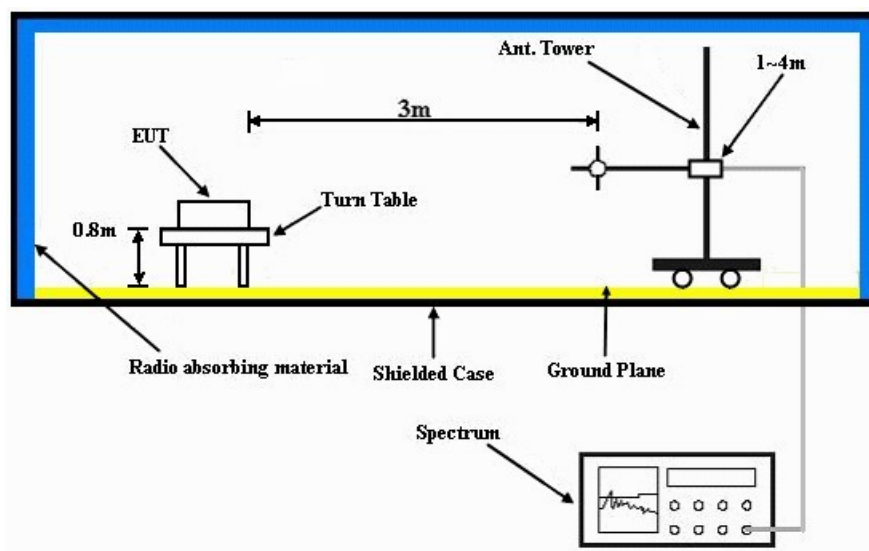 Ant. Tower
1~4m
3m
EUT
Turn Table
0.8m
Radio absorbing material
Shielded Case
Ground Plane
Spectrum